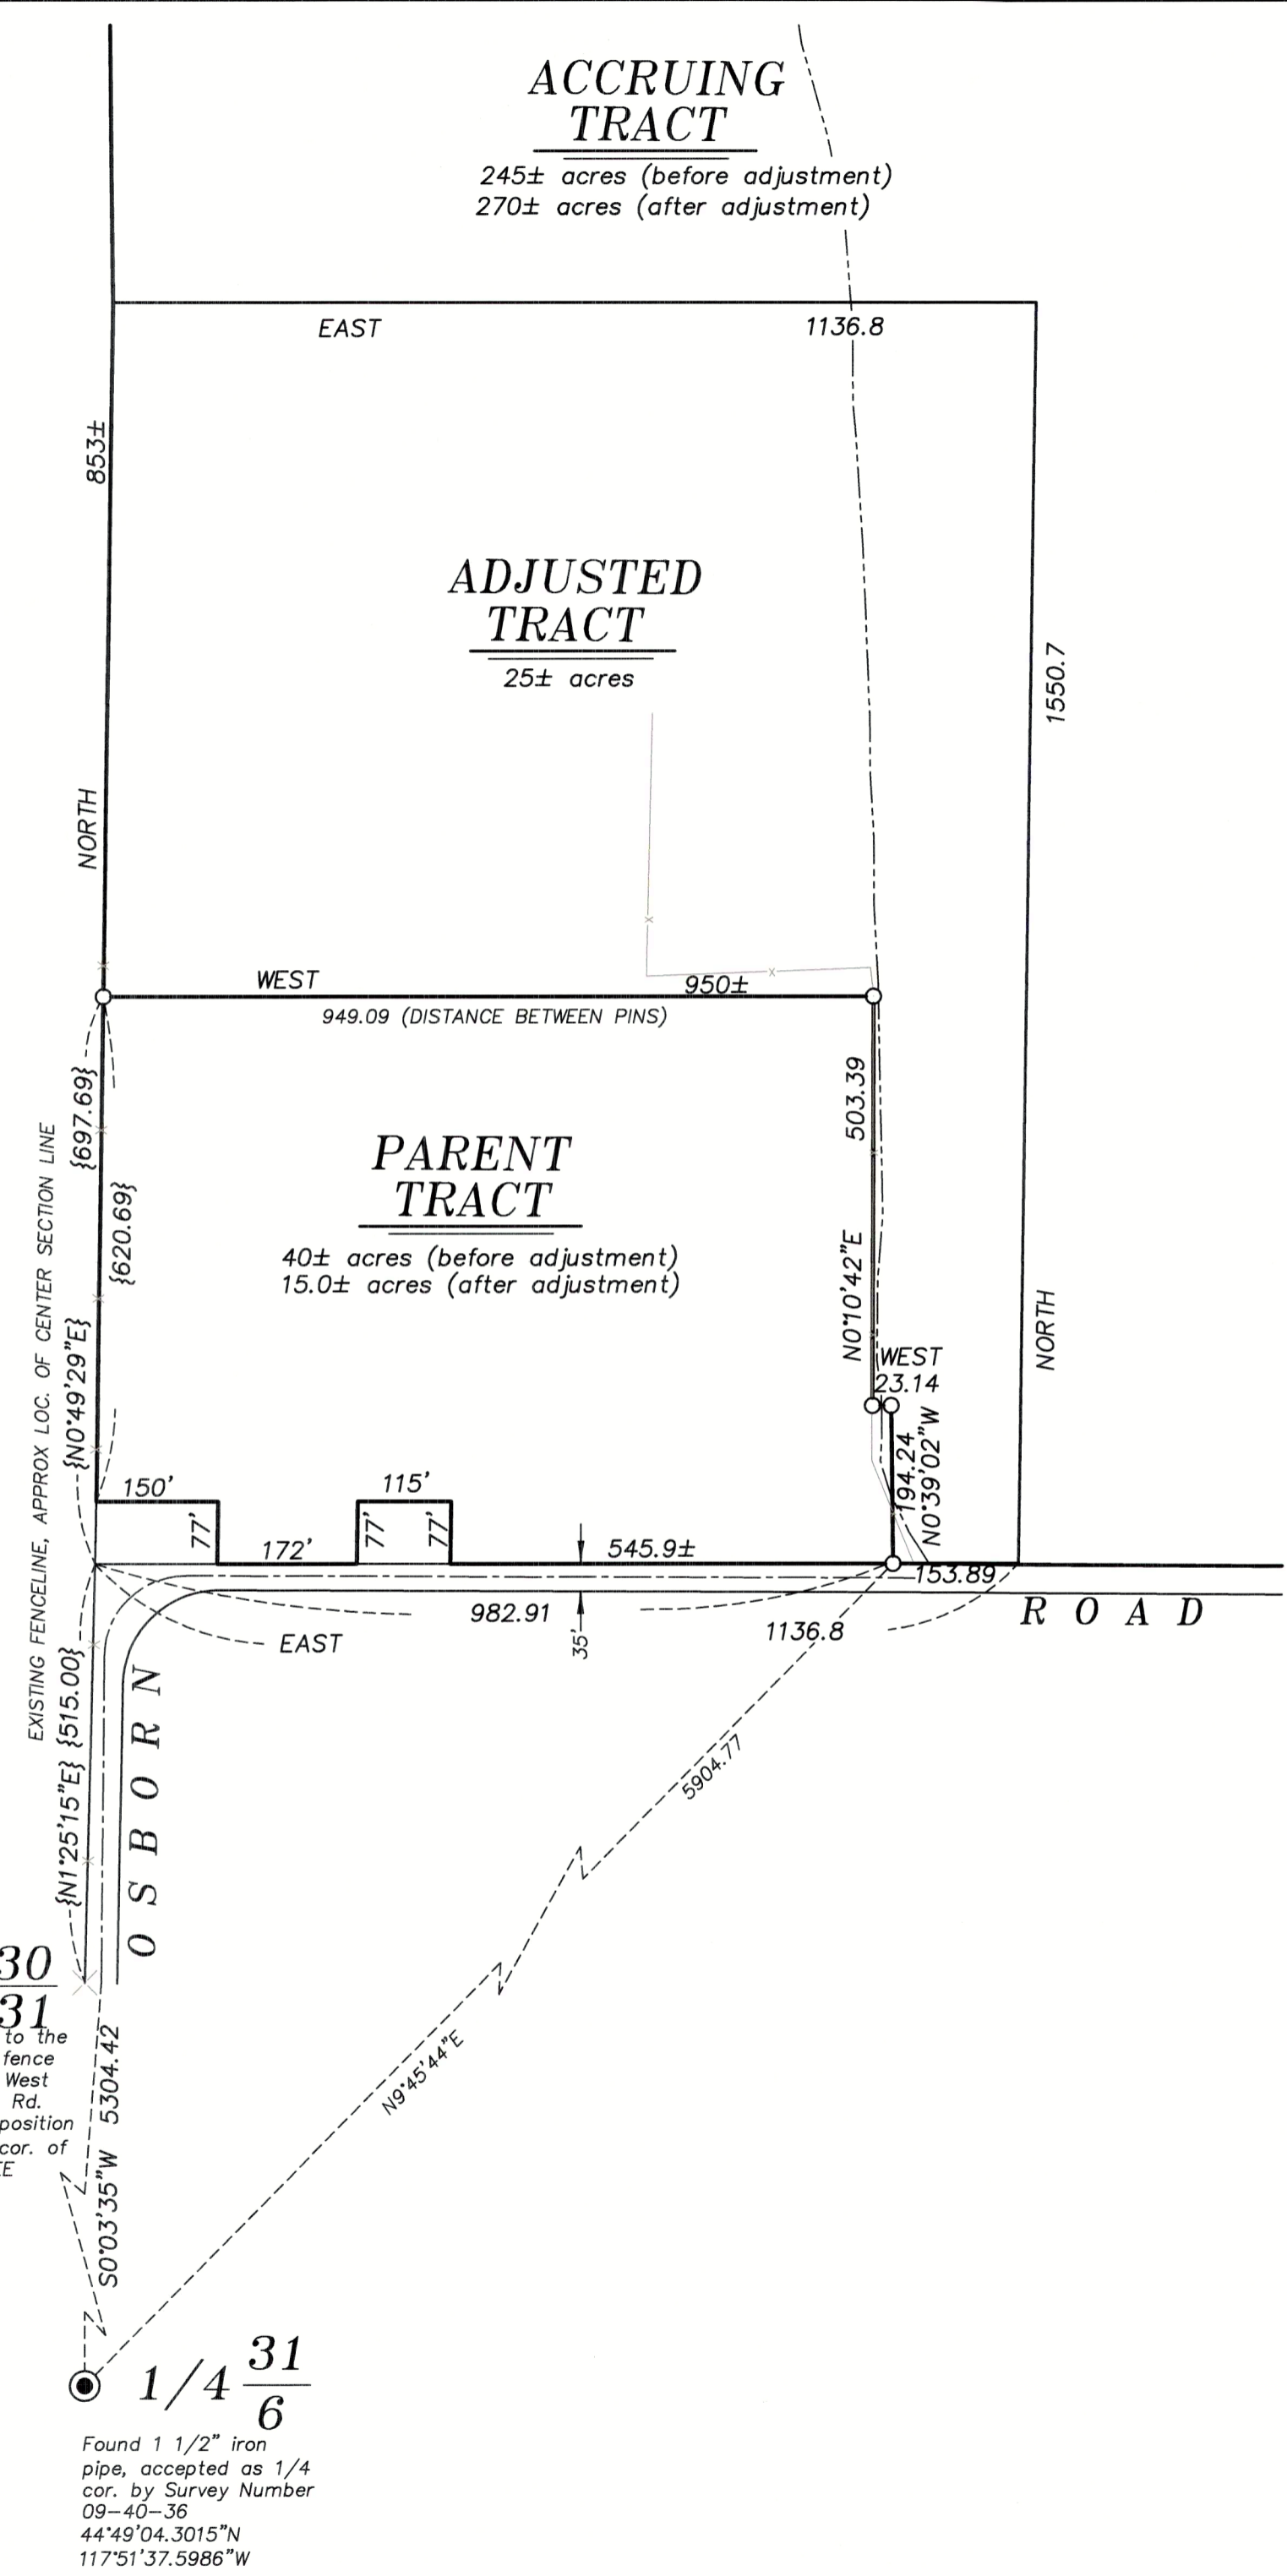 ACCRUING
TRACT
245± acres (before adjustment)
270± acres (after adjustment)
EAST
1136.8
853±
ADJUSTED
TRACT
25± acres
1550.7
NORTH
WEST
950±
949.09 (DISTANCE BETWEEN PINS)
{697.69}
503.39
EXISTING FENCELINE, APPROX LOC. OF CENTER SECTION LINE
PARENT
TRACT
{620.69}
40± acres (before adjustment)
15.0± acres (after adjustment)
N0°10'42"E
NORTH
{N0°49'29"E}
WEST
23.14
194.24
N0°39'02"W
150'
115'
77'
77'
77'
172'
545.9±
153.89
982.91
ROAD
EAST
35'
1136.8
{515.00}
OSBORN
5904.77
{N1°25'15"E}
30
31
to the
fence
West
Rd.
position
cor. of
5304.42
N9°45'44"E
S0°03'35"W
1/4 31
6
Found 1 1/2" iron
pipe, accepted as 1/4
cor. by Survey Number
09-40-36
44°49'04.3015"N
117°51'37.5986"W